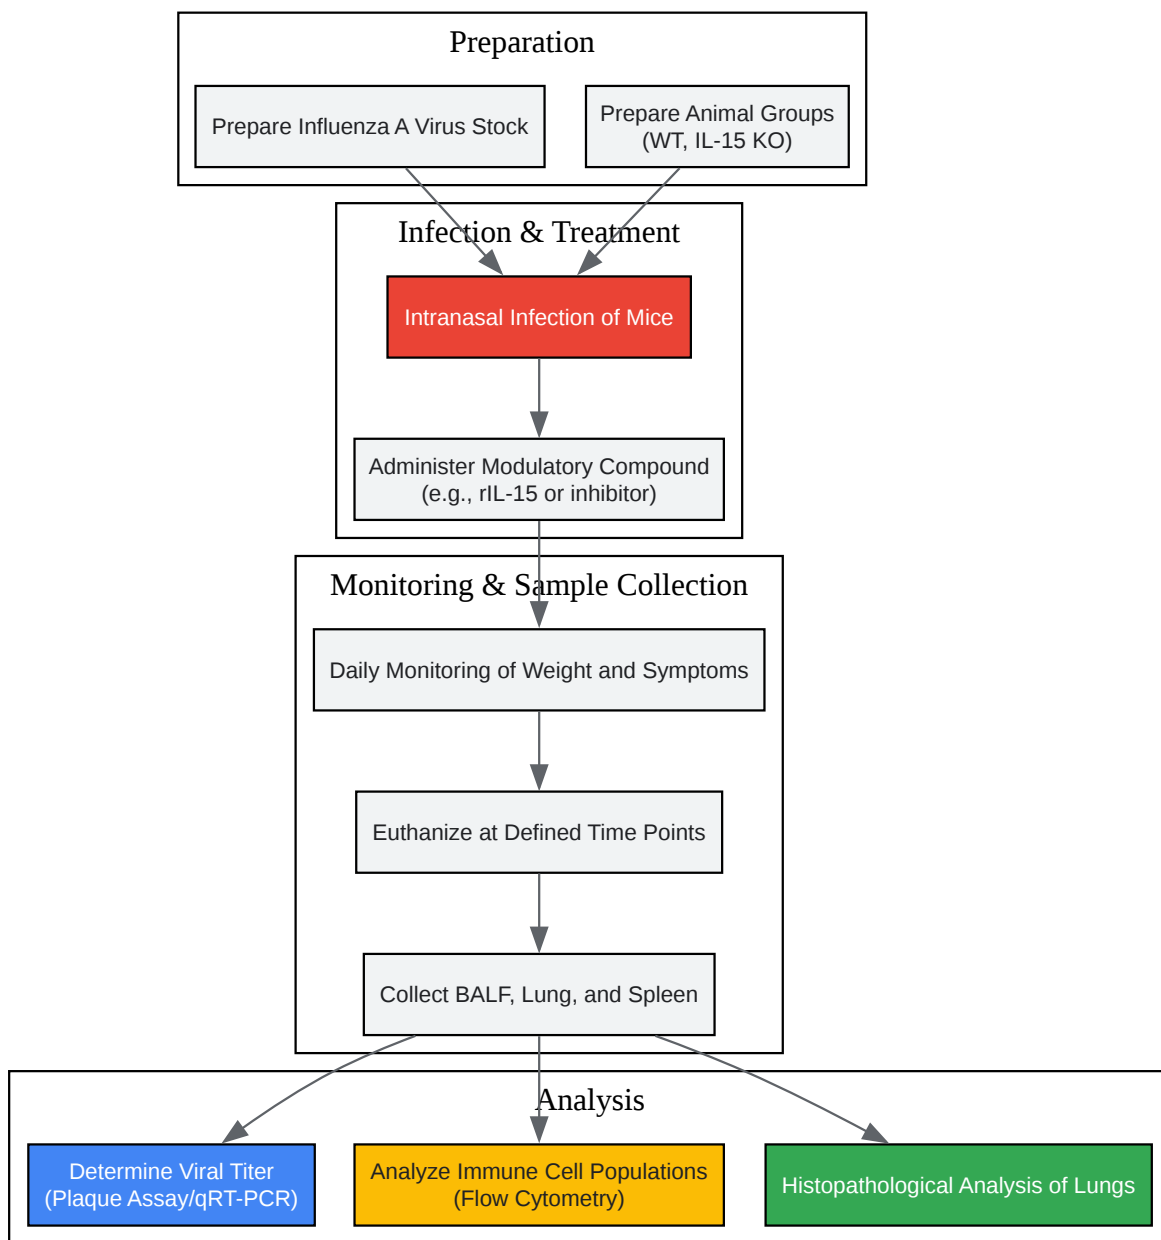 Preparation
Prepare Influenza A Virus Stock
Prepare Animal Groups
(WT, IL-15 KO)
Infection & Treatment
Intranasal Infection of Mice
Administer Modulatory Compound
(e.g., rIL-15 or inhibitor)
Monitoring & Sample Collection
Daily Monitoring of Weight and Symptoms
Euthanize at Defined Time Points
Collect BALF, Lung, and Spleen
Analysis
Determine Viral Titer
(Plaque Assay/qRT-PCR)
Analyze Immune Cell Populations
(Flow Cytometry)
Histopathological Analysis of Lungs